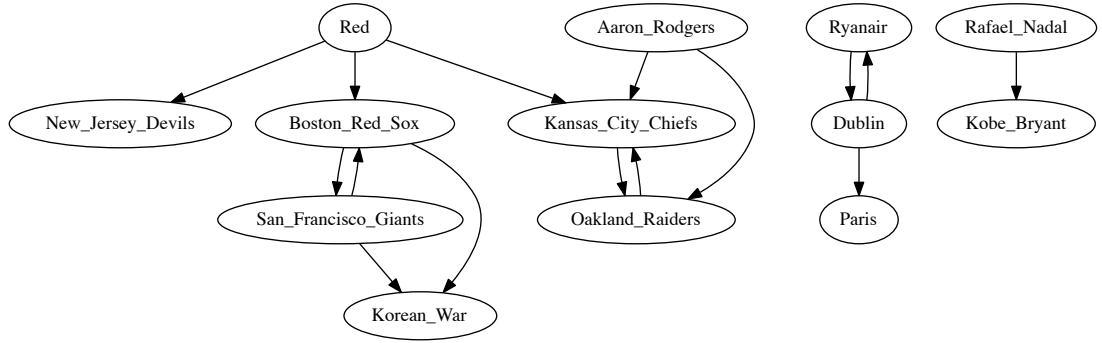 Red
Aaron_Rodgers
Ryanair
Rafael_Nadal
New_Jersey_Devils
Boston_Red_Sox
Kansas_City_Chiefs
Dublin
Kobe_Bryant
San_Francisco_Giants
Oakland_Raiders
Paris
Korean_War